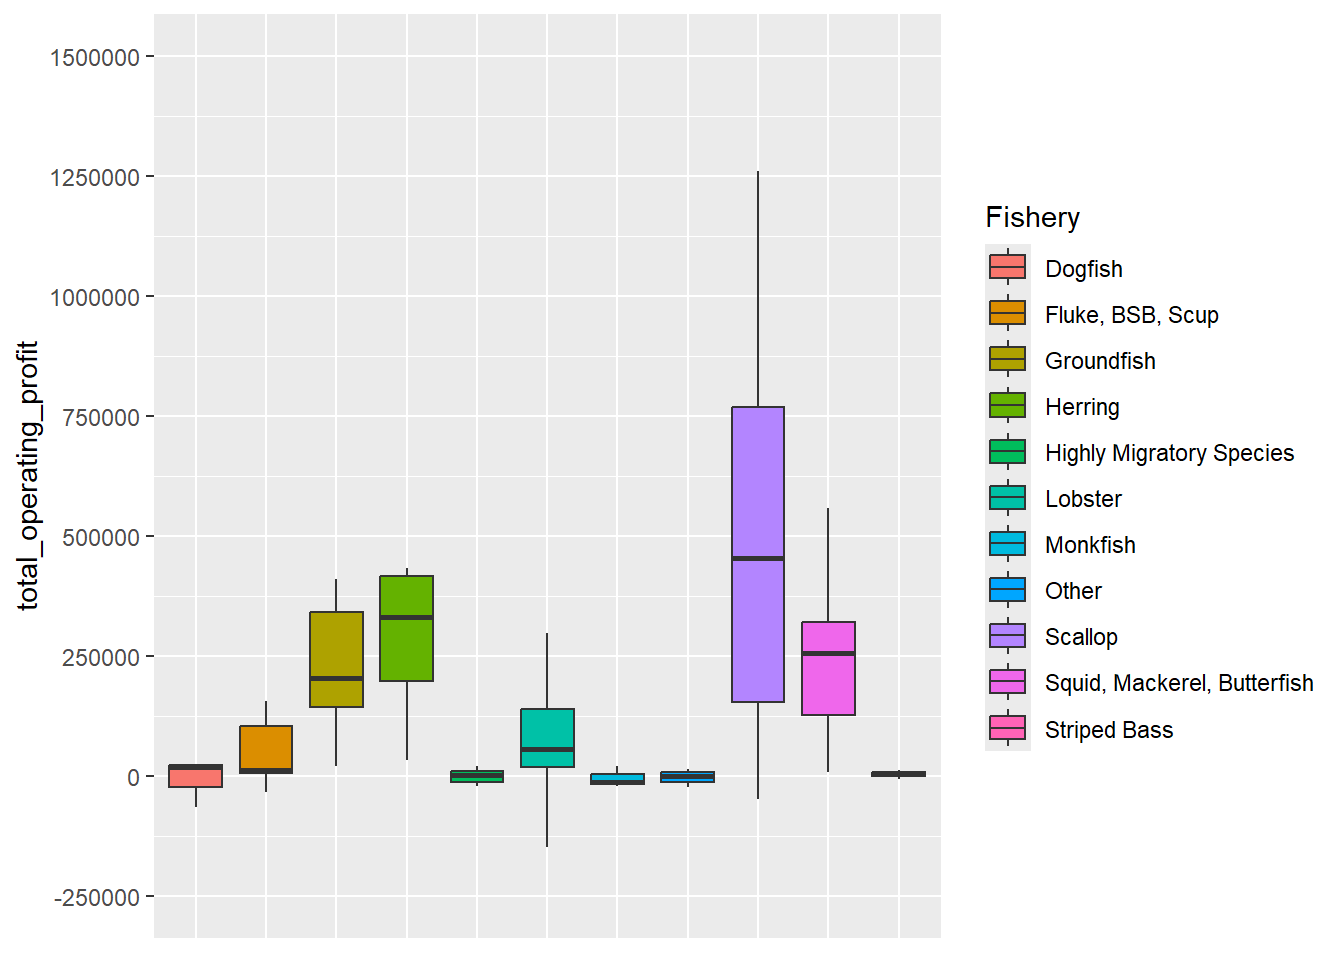 1500000
1250000
1000000
750000
500000
250000
0
-250000
total_operating_profit
Fishery
Dogfish
Fluke, BSB, Scup
Groundfish
Herring
Highly Migratory Species
Lobster
Monkfish
Other
Scallop
Squid, Mackerel, Butterfish
Striped Bass